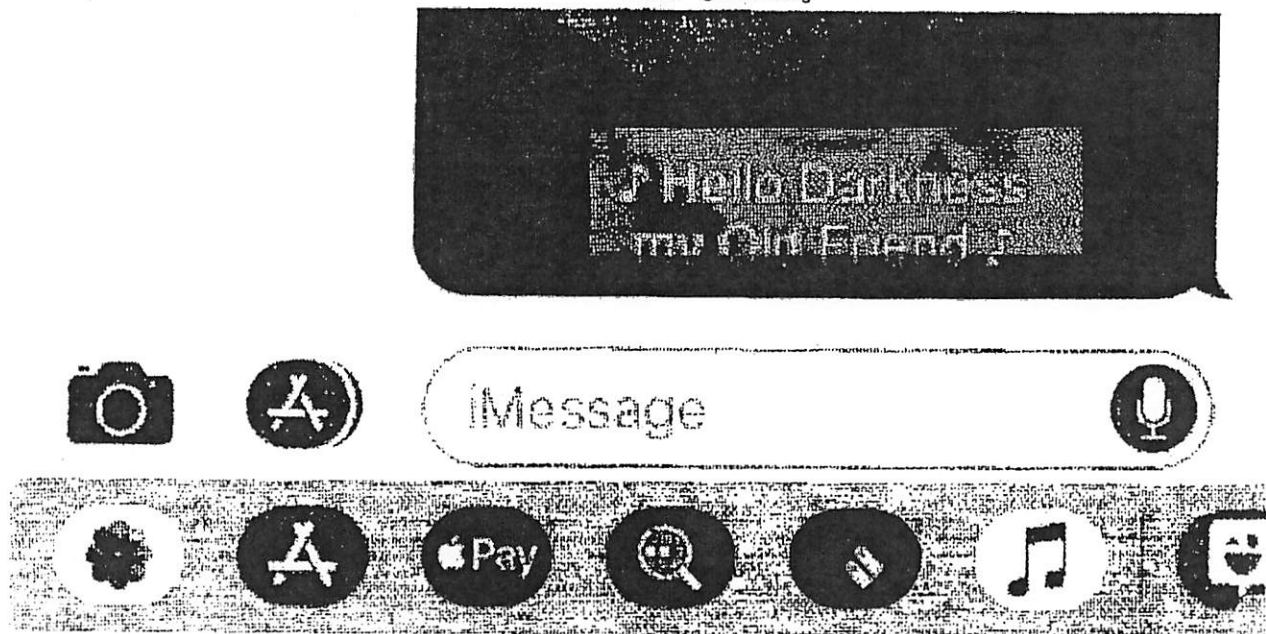 ♪ Hello Darkness
my Old Friend ♪
iMessage
Pay